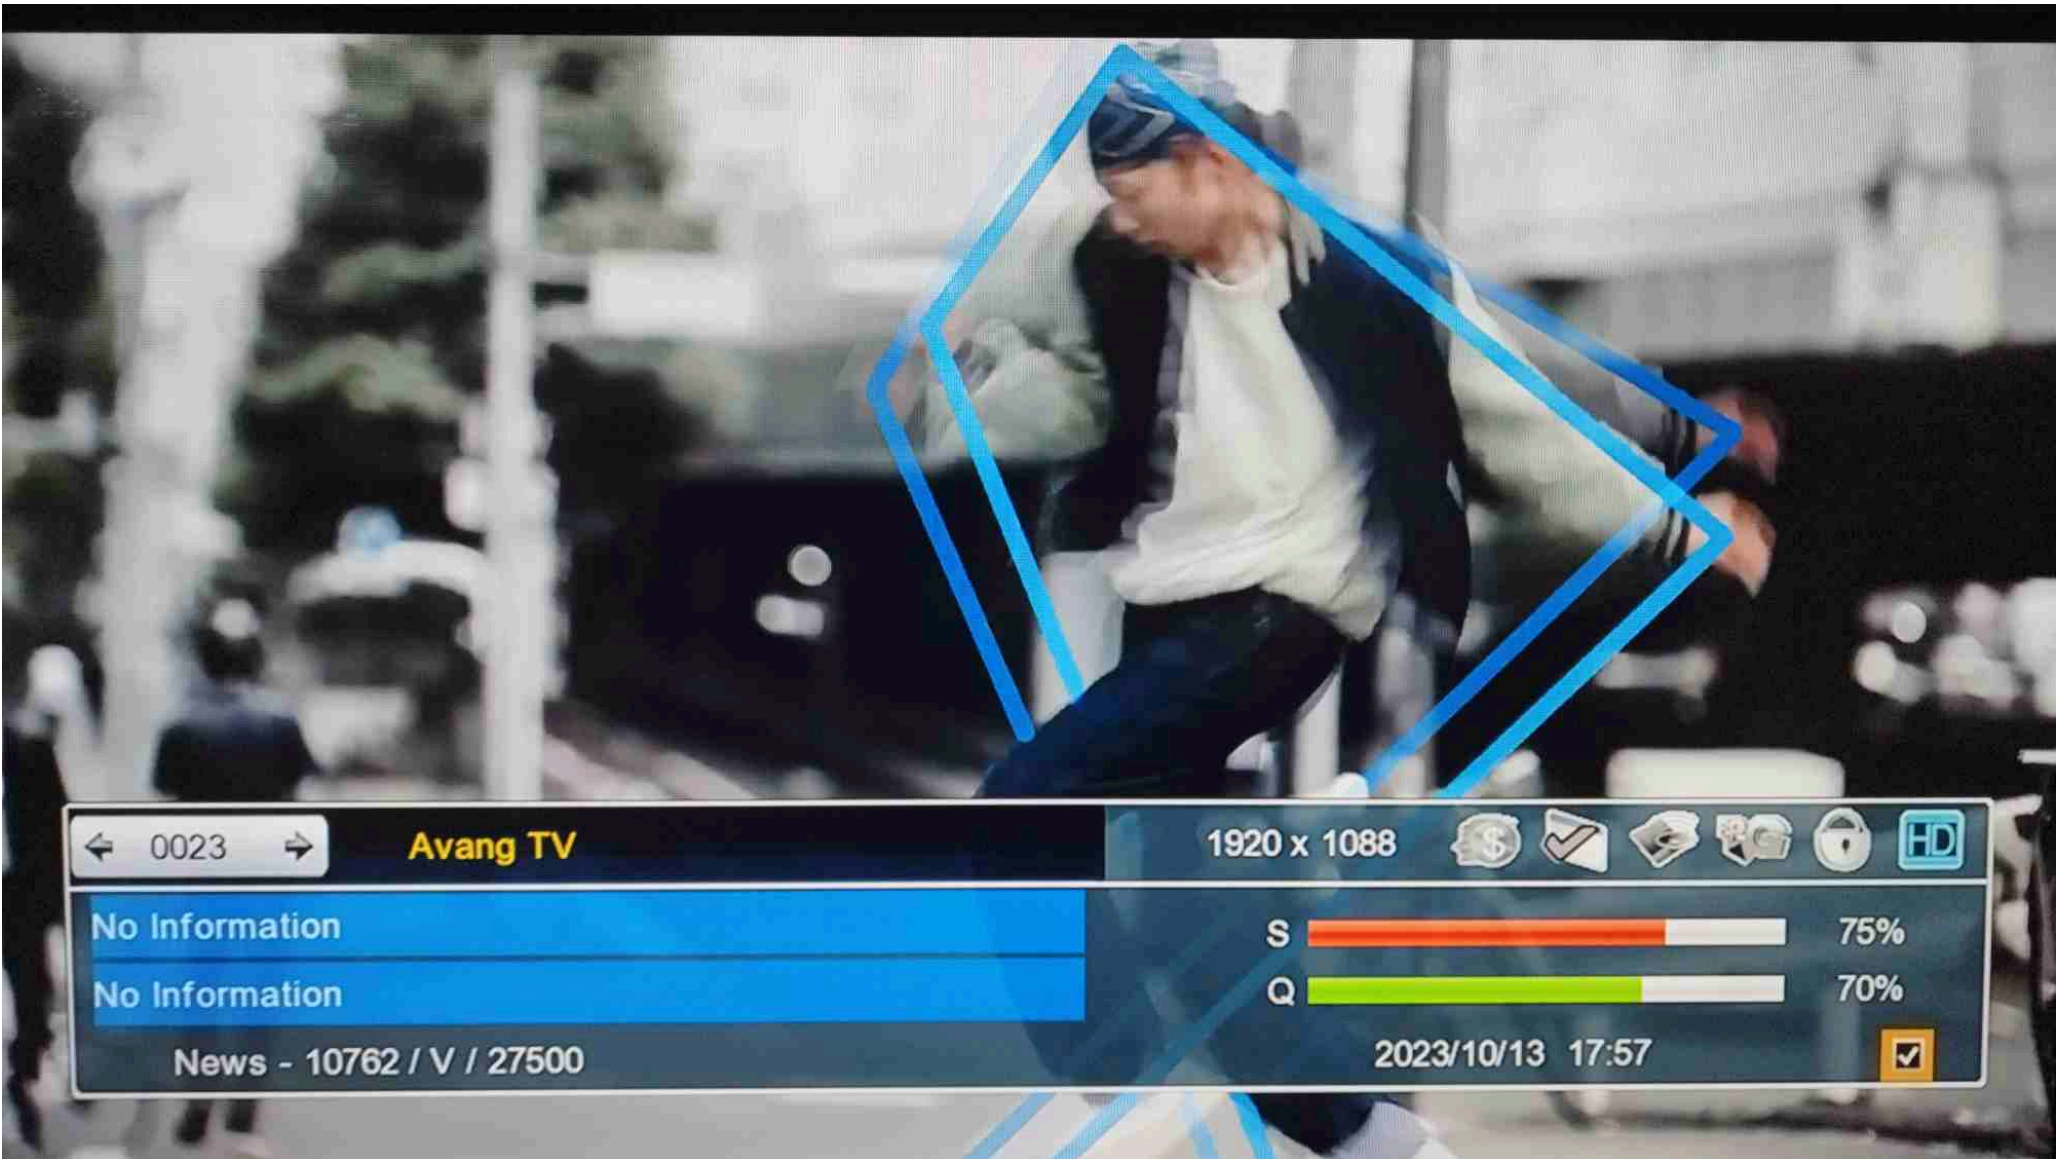 0023 Avang TV 1920 x 1088 HD
No Information
S 75%
No Information
Q 70%
News - 10762 / V / 27500 2023/10/13 17:57